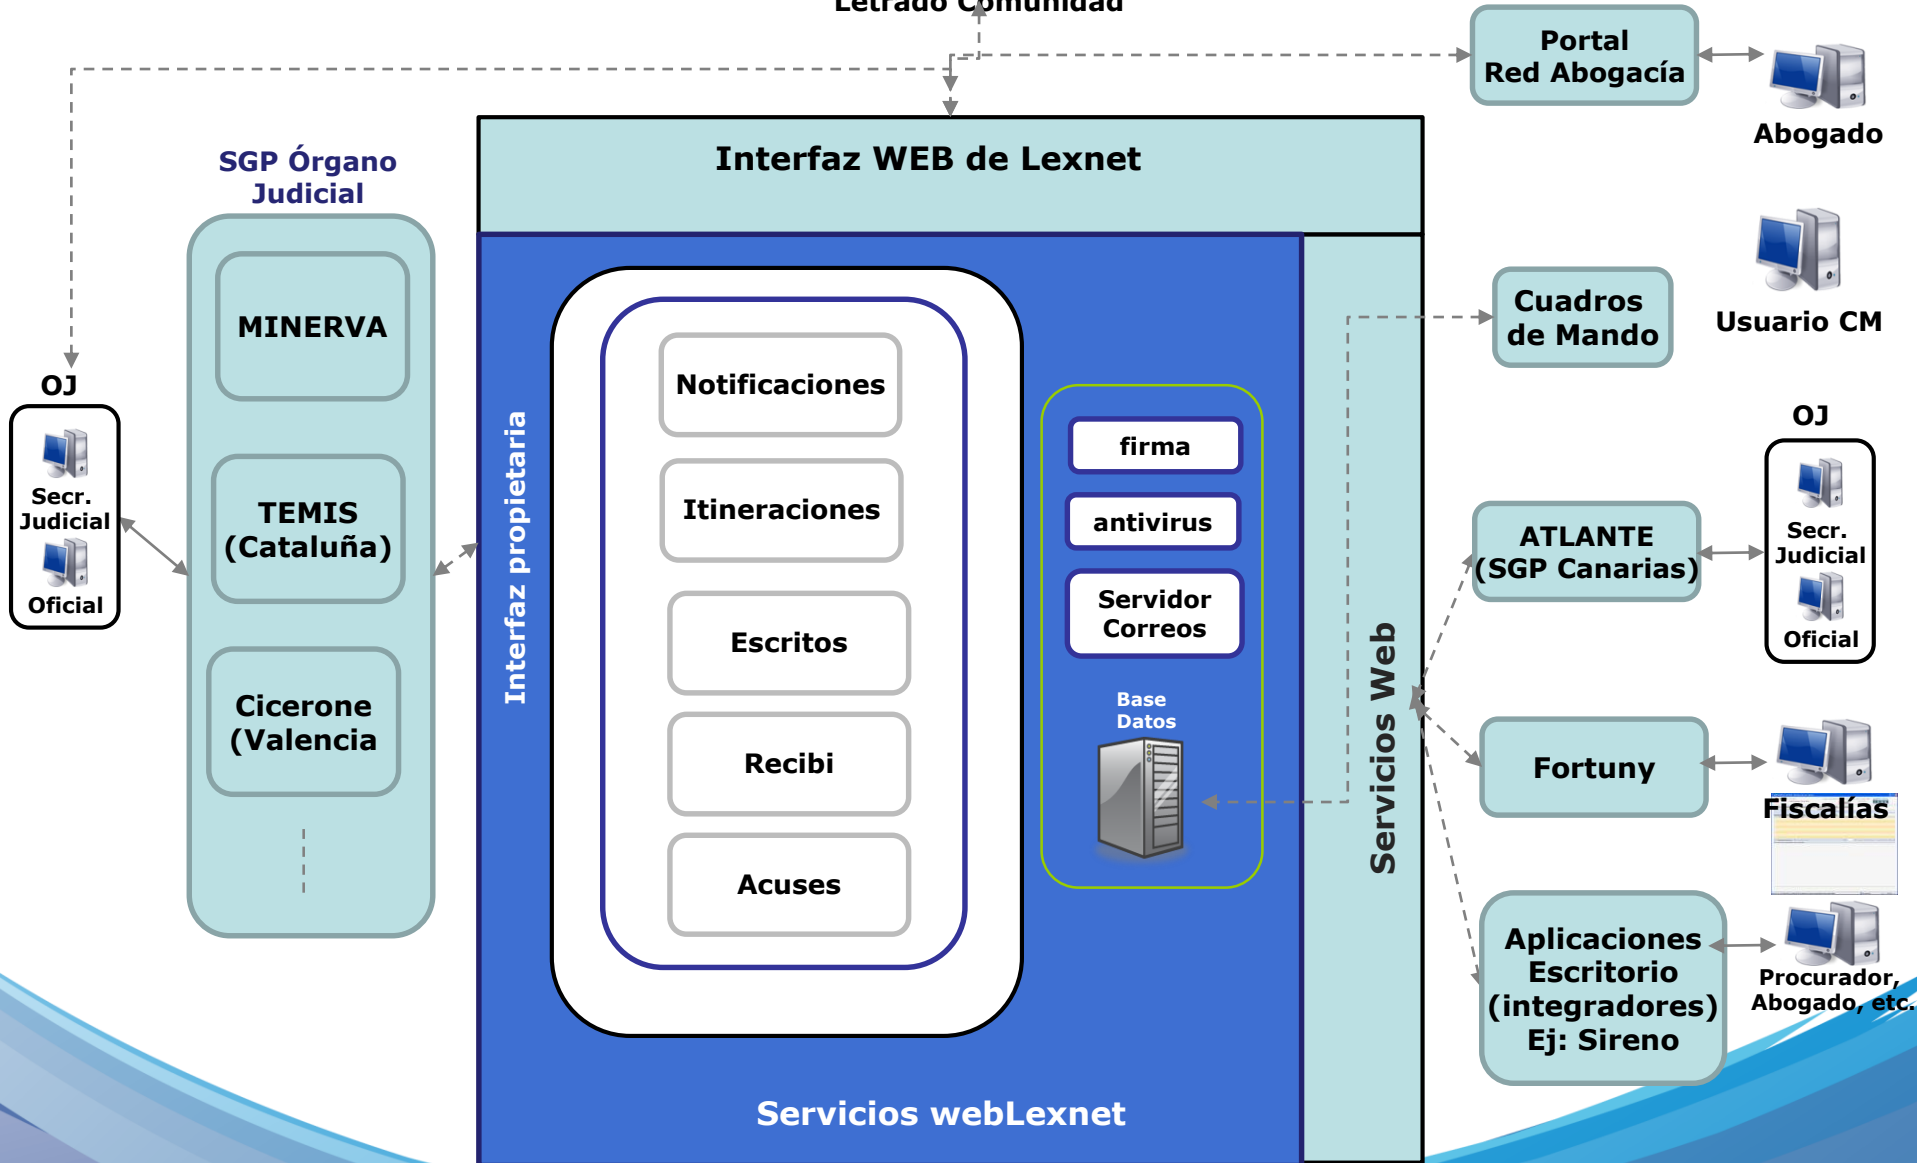 Letrado Comunidad
Portal
Red Abogacía
Abogado
Interfaz WEB de Lexnet
SGP Órgano
Judicial
MINERVA
TEMIS
(Cataluña)
Cicerone
(Valencia
OJ
Secr.
Judicial
Oficial
Interfaz propietaria
Notificaciones
Itineraciones
Escritos
Recibi
Acuses
firma
antivirus
Servidor
Correos
Base
Datos
Servicios Web
Servicios webLexnet
Cuadros
de Mando
Usuario CM
ATLANTE
(SGP Canarias)
OJ
Secr.
Judicial
Oficial
Fortuny
Fiscalías
Aplicaciones
Escritorio
(integradores)
Ej: Sireno
Procurador,
Abogado, etc.